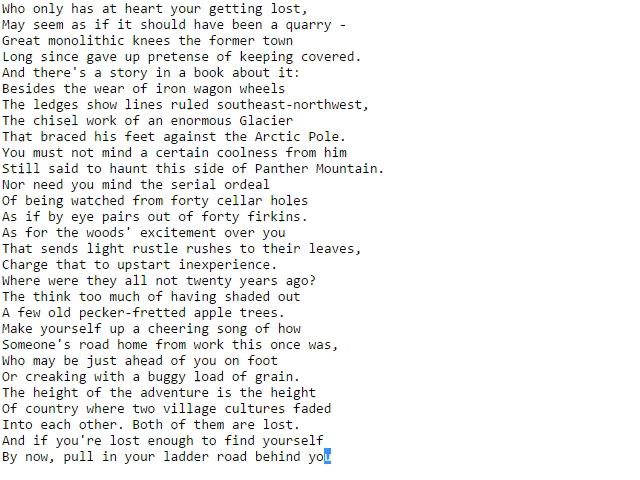 Who only has at heart your getting lost,
May seem as if it should have been a quarry -
Great monolithic knees the former town
Long since gave up pretense of keeping covered.
And there's a story in a book about it:
Besides the wear of iron wagon wheels
The ledges show lines ruled southeast-northwest,
The chisel work of an enormous Glacier
That braced his feet against the Arctic Pole.
You must not mind a certain coolness from him
Still said to haunt this side of Panther Mountain.
Nor need you mind the serial ordeal
Of being watched from forty cellar holes
As if by eye pairs out of forty firkins.
As for the woods' excitement over you
That sends light rustle rushes to their leaves,
Charge that to upstart inexperience.
Where were they all not twenty years ago?
The think too much of having shaded out
A few old pecker-fretted apple trees.
Make yourself up a cheering song of how
Someone's road home from work this once was,
Who may be just ahead of you on foot
Or creaking with a buggy load of grain.
The height of the adventure is the height
Of country where two village cultures faded
Into each other. Both of them are lost.
And if you're lost enough to find yourself
By now, pull in your ladder road behind you